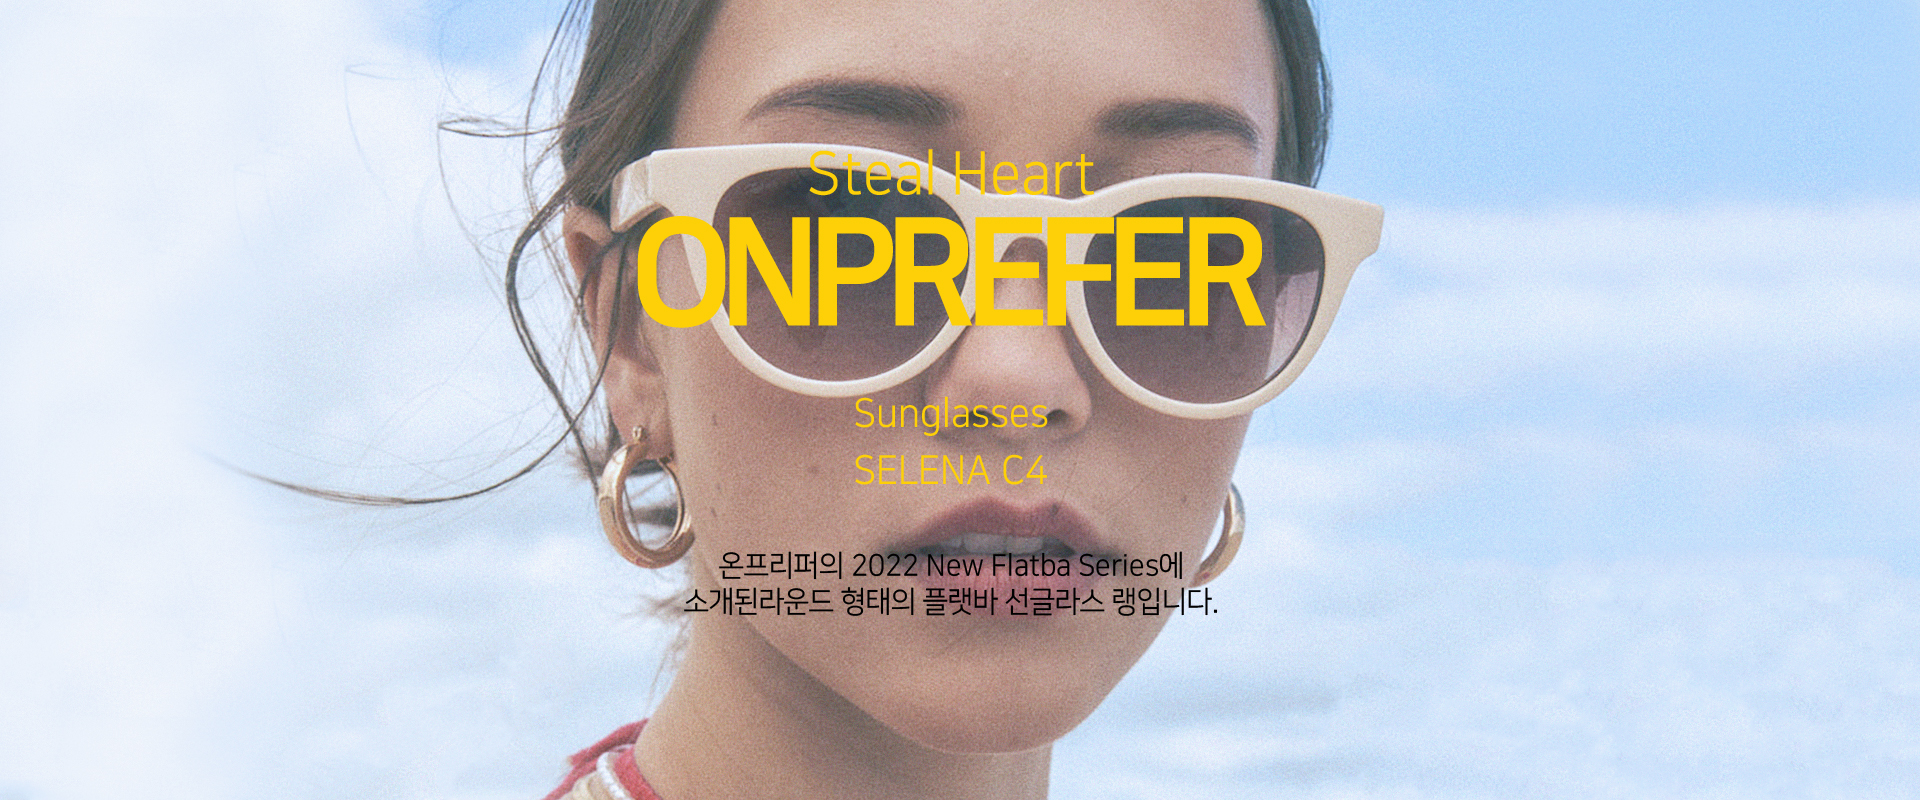 Steal Heart
ONPREFER
Sunglasses
SELENA C4
온프리퍼의 2022 New Flatba Series에
소개된라운드 형태의 플랫바 선글라스 랭입니다.